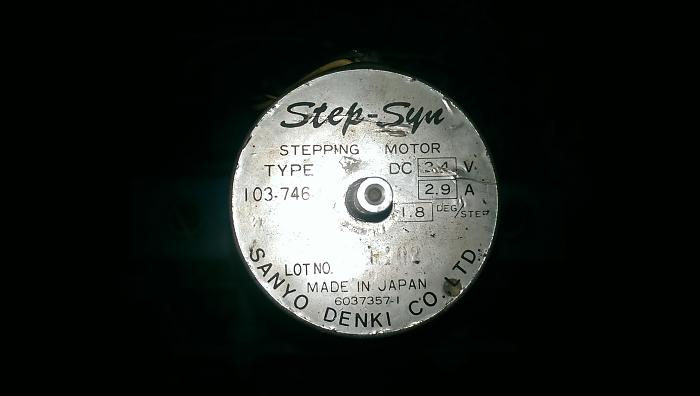 Step-Syn
STEPPING MOTOR
TYPE DC 3.4 V
103-746 2.9 A
1.8 DEG/STEP
LOT NO.
MADE IN JAPAN
6037357-1
SANYO DENKI CO., LTD.